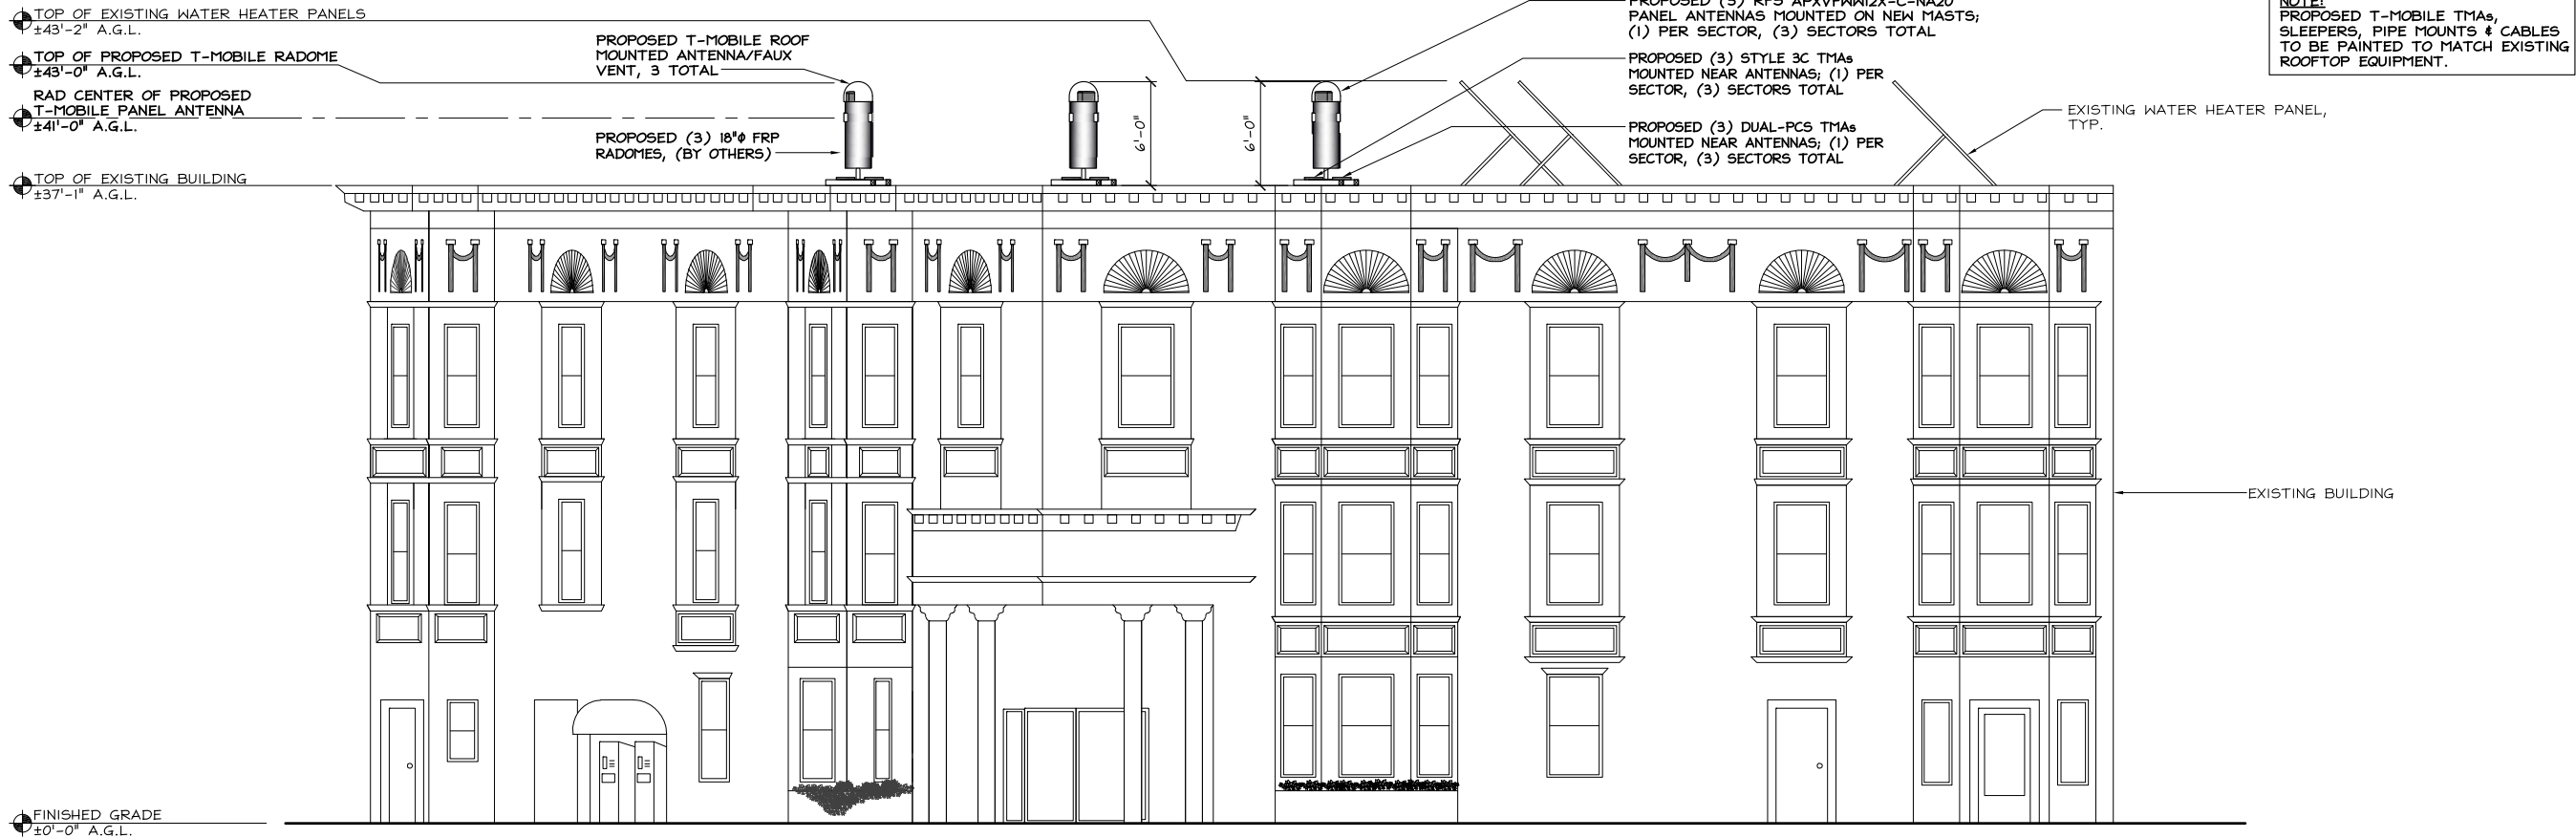 TOP OF EXISTING WATER HEATER PANELS
±43'-2" A.G.L.
TOP OF PROPOSED T-MOBILE RADOME
±43'-0" A.G.L.
RAD CENTER OF PROPOSED
T-MOBILE PANEL ANTENNA
±41'-0" A.G.L.
TOP OF EXISTING BUILDING
±37'-1" A.G.L.
FINISHED GRADE
±0'-0" A.G.L.
PROPOSED T-MOBILE ROOF
MOUNTED ANTENNA/FAUX
VENT, 3 TOTAL
PROPOSED (3) 18"ϕ FRP
RADOMES, (BY OTHERS)
6'-0"
6'-0"
PROPOSED (3) RFS APXVFWW12X-C-NA20
PANEL ANTENNAS MOUNTED ON NEW MASTS;
(1) PER SECTOR, (3) SECTORS TOTAL
PROPOSED (3) STYLE 3C TMAs
MOUNTED NEAR ANTENNAS; (1) PER
SECTOR, (3) SECTORS TOTAL
PROPOSED (3) DUAL-PCS TMAs
MOUNTED NEAR ANTENNAS; (1) PER
SECTOR, (3) SECTORS TOTAL
NOTE:
PROPOSED T-MOBILE TMAs,
SLEEPERS, PIPE MOUNTS & CABLES
TO BE PAINTED TO MATCH EXISTING
ROOFTOP EQUIPMENT.
EXISTING WATER HEATER PANEL,
TYP.
EXISTING BUILDING